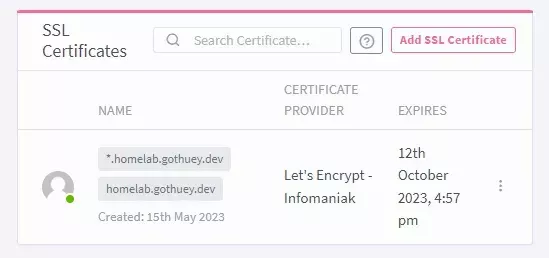 SSL
Certificates
Search Certificate...
Add SSL Certificate
NAME
CERTIFICATE
PROVIDER
EXPIRES
*.homelab.gothuey.dev
homelab.gothuey.dev
Created: 15th May 2023
Let's Encrypt -
Infomaniak
12th
October
2023, 4:57
pm